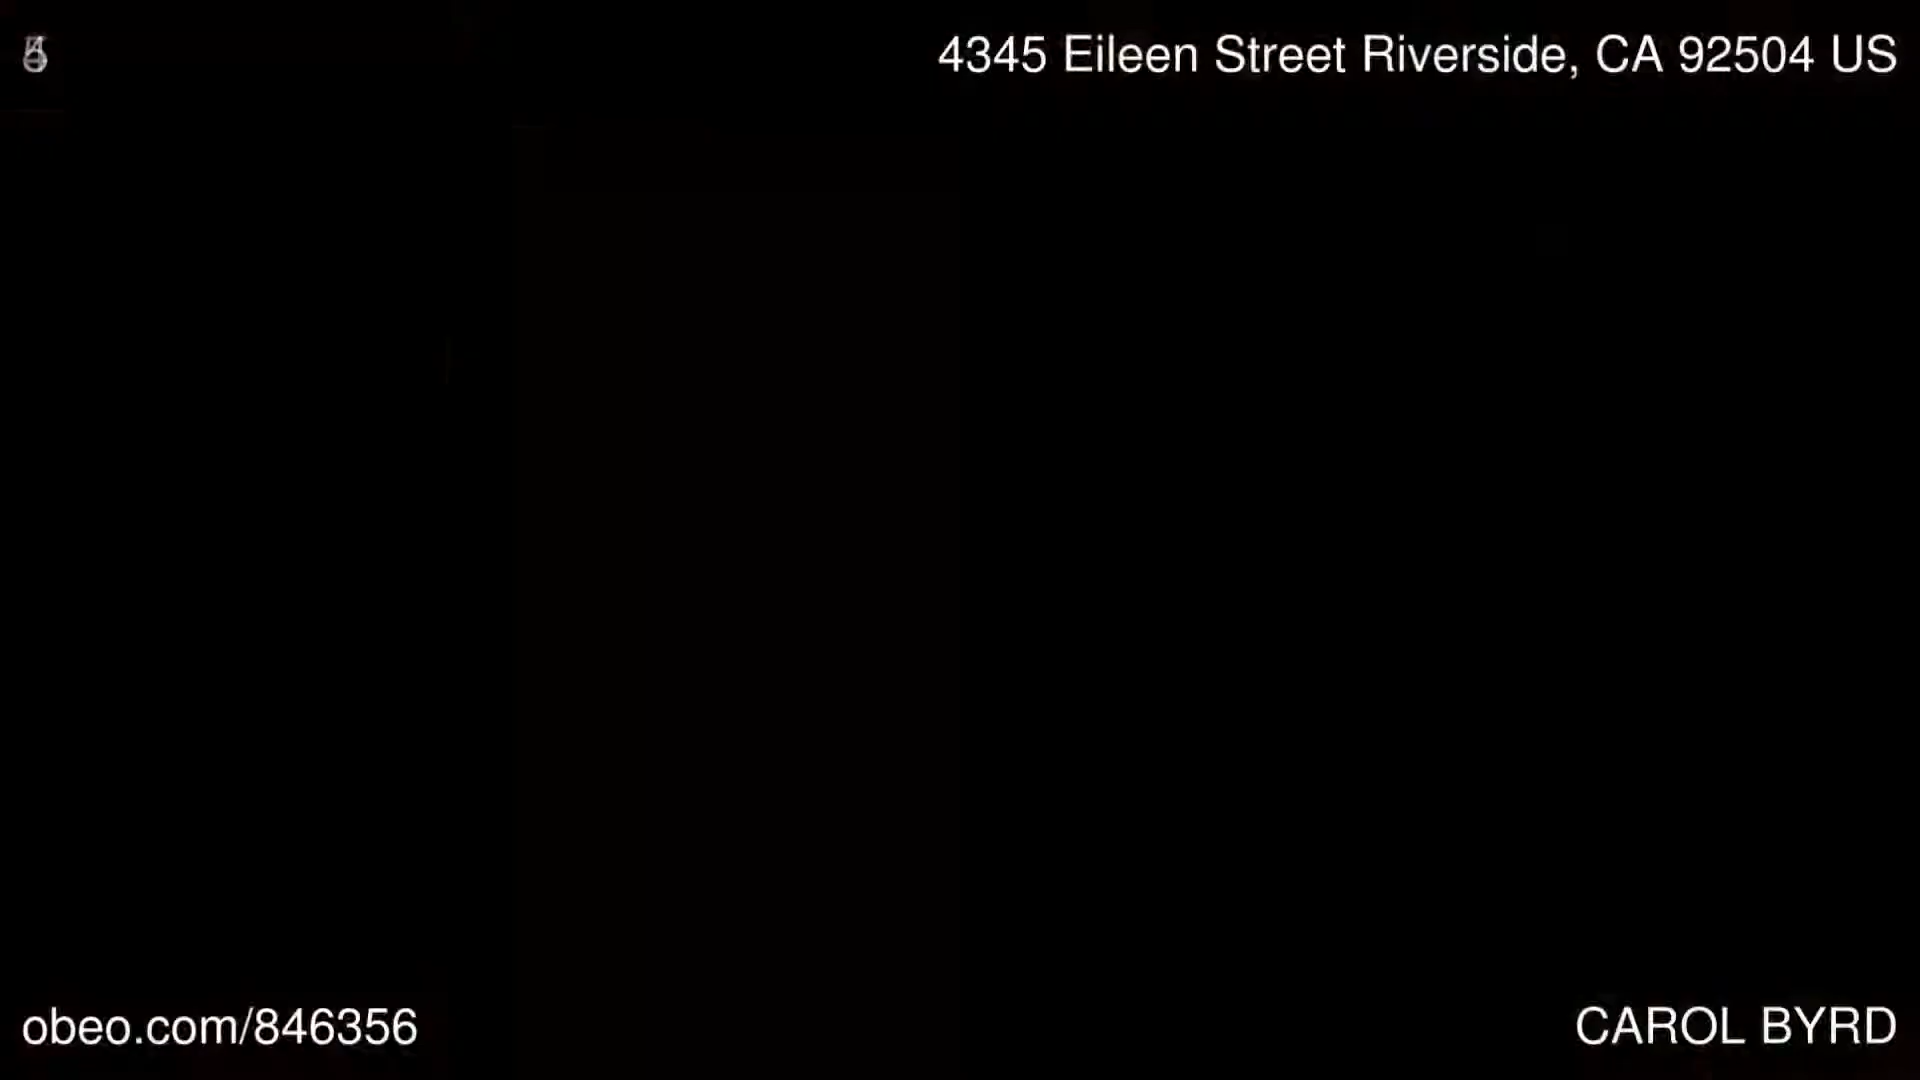 4345 Eileen Street Riverside, CA 92504 US
obeo.com/846356
CAROL BYRD